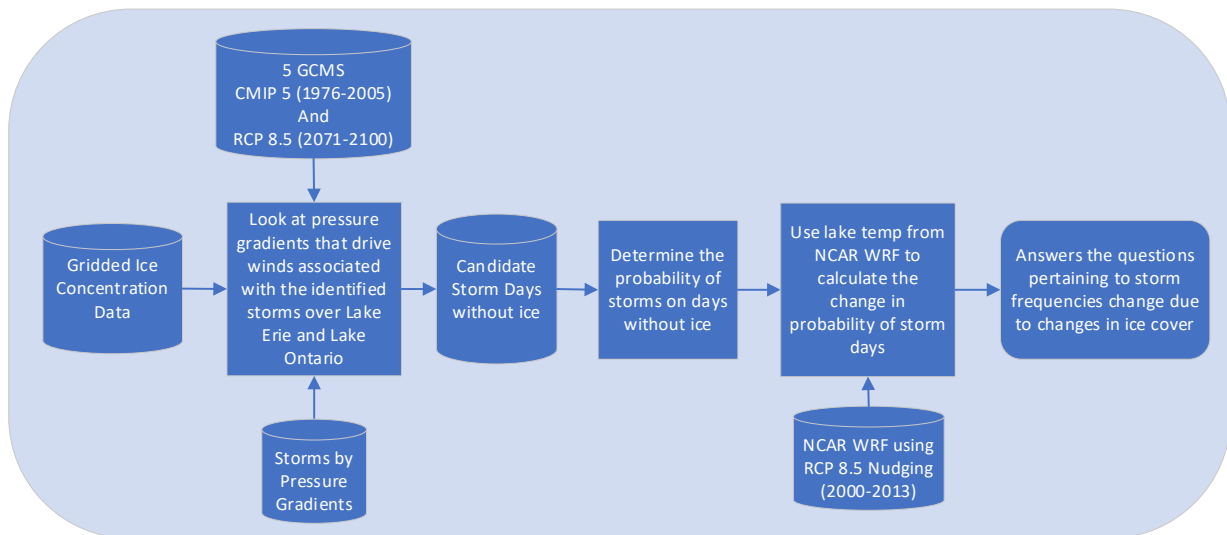 5 GCMS
CMIP 5 (1976-2005)
And
RCP 8.5 (2071-2100)
Gridded Ice
Concentration
Data
Look at pressure
gradients that drive
winds associated
with the identified
storms over Lake
Erie and Lake
Ontario
Storms by
Pressure
Gradients
Candidate
Storm Days
without ice
Determine the
probability of
storms on days
without ice
Use lake temp from
NCAR WRF to
calculate the
change in
probability of storm
days
NCAR WRF using
RCP 8.5 Nudging
(2000-2013)
Answers the questions
pertaining to storm
frequencies change due
to changes in ice cover